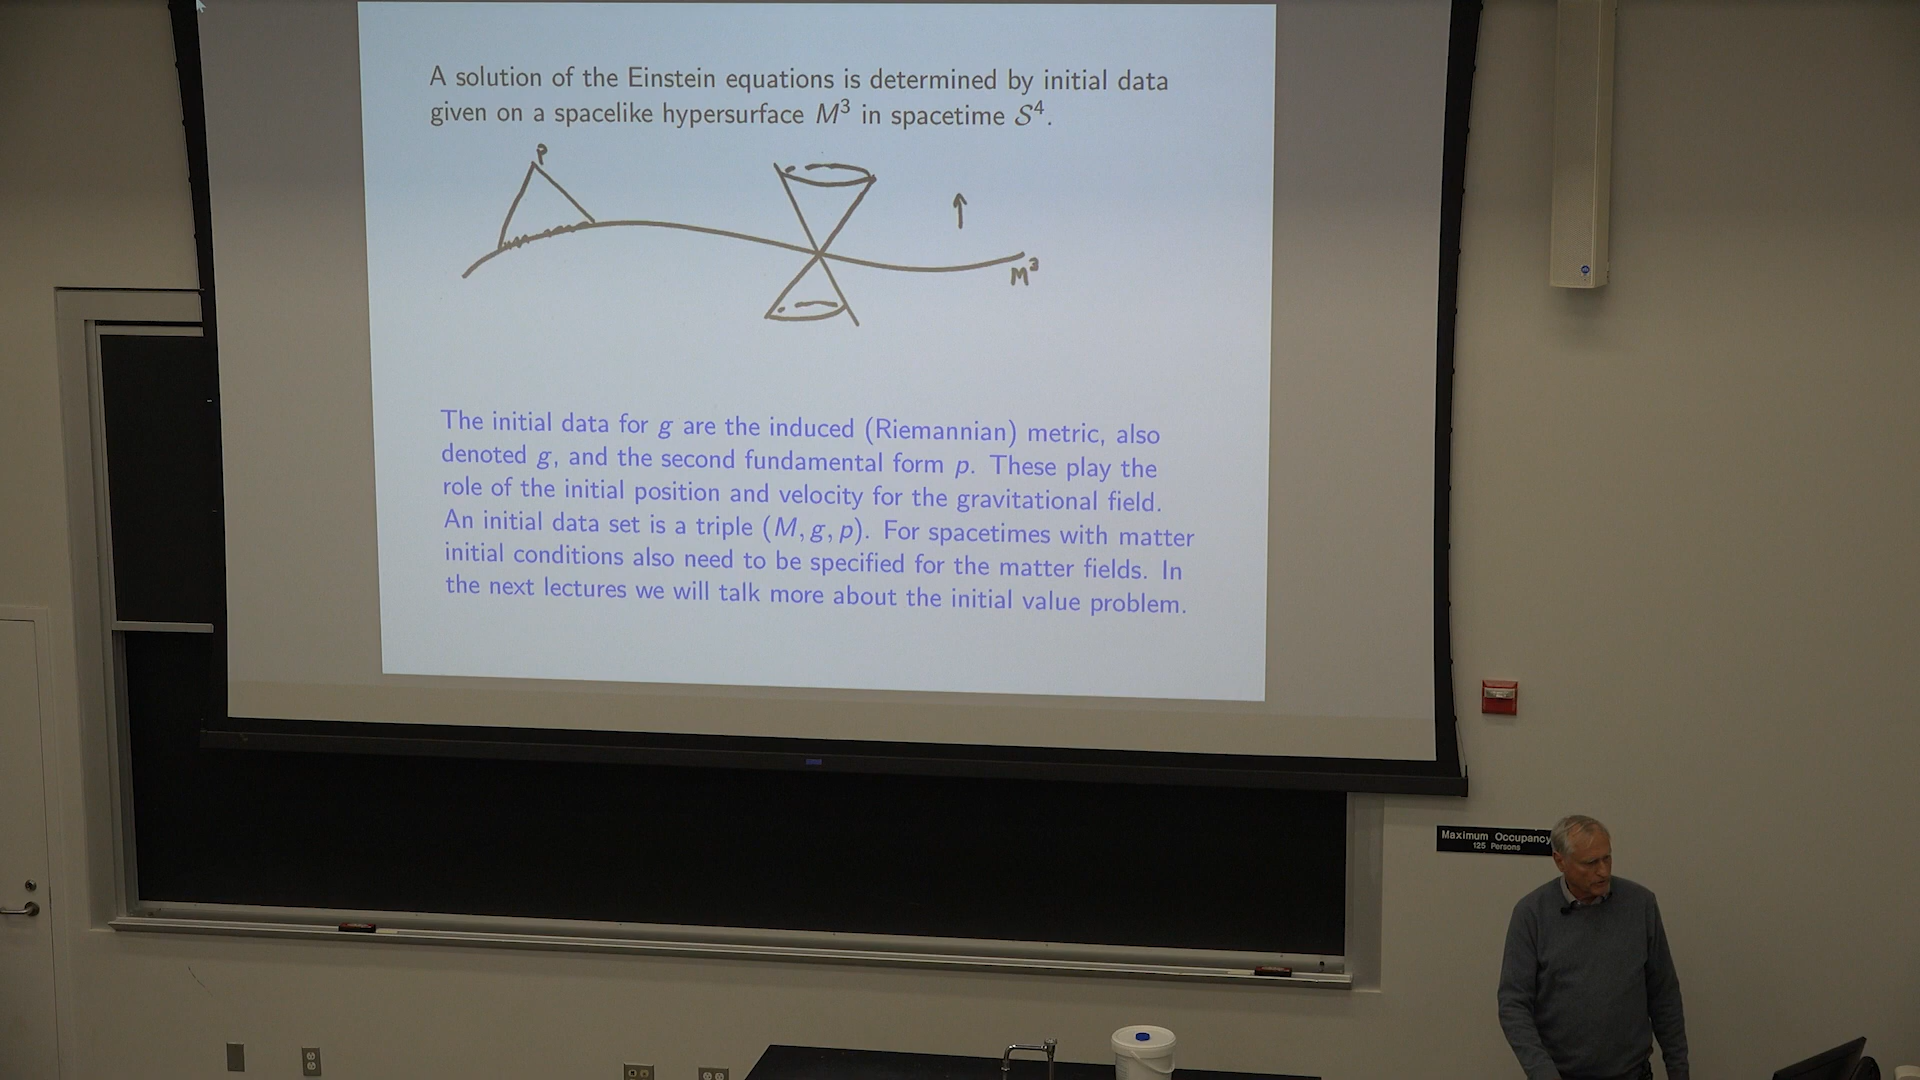 A solution of the Einstein equations is determined by initial data
given on a spacelike hypersurface M³ in spacetime 𝒮⁴.
P
M³
The initial data for g are the induced (Riemannian) metric, also
denoted g, and the second fundamental form p. These play the
role of the initial position and velocity for the gravitational field.
An initial data set is a triple (M, g, p). For spacetimes with matter
initial conditions also need to be specified for the matter fields. In
the next lectures we will talk more about the initial value problem.
Maximum Occupancy
125 Persons